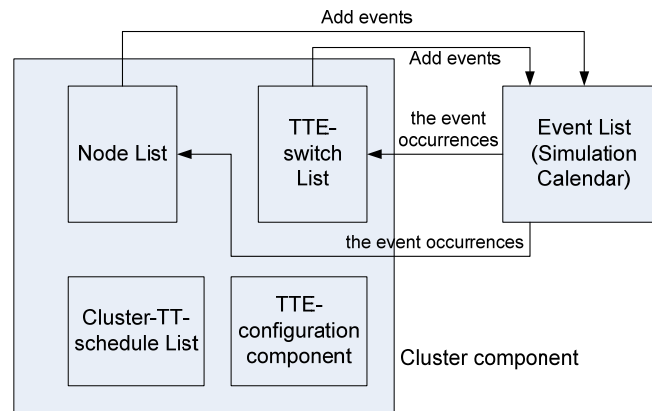 Add events
Add events
Node List
TTE-
switch
List
the event
occurrences
Event List
(Simulation
Calendar)
the event occurrences
Cluster-TT-
schedule List
TTE-
configuration
component
Cluster component